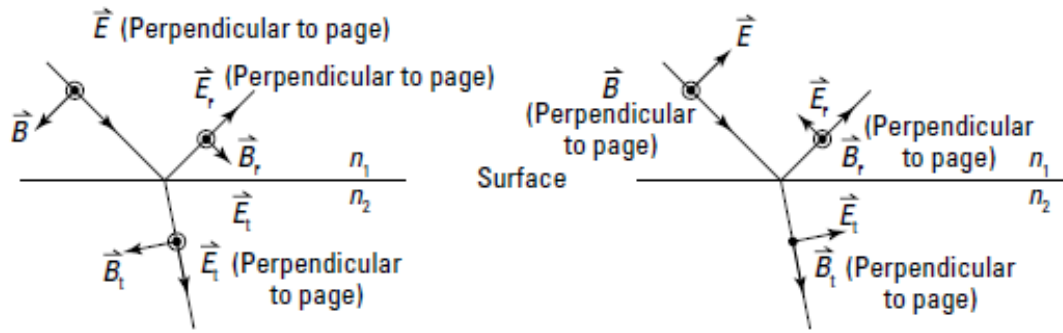 E (Perpendicular to page)
E_r (Perpendicular to page)
B
B_r
n_1
n_2
E_t
B_t
E_t (Perpendicular
to page)
Surface
E
B
(Perpendicular
to page)
E_r
(Perpendicular
to page)
B_r
n_1
n_2
E_t
B_t (Perpendicular
to page)